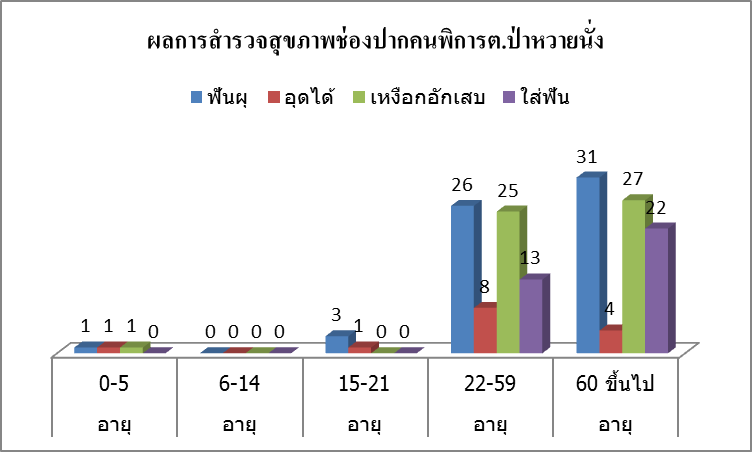 ผลการสำรวจสุขภาพช่องปากคนพิการต.ป่าหวายนั่ง
ฟันผุ อุดได้ เหงือกอักเสบ ใส่ฟัน
1 1 1 0
0 0 0 0
3 1 0 0
26 8 25 13
31 4 27 22
0-5 6-14 15-21 22-59 60 ขึ้นไป
อายุ อายุ อายุ อายุ อายุ